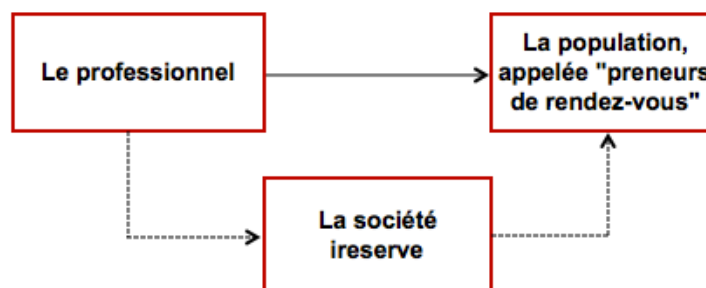 Le professionnel
La population,
appelée "preneurs
de rendez-vous"
La société
ireserve